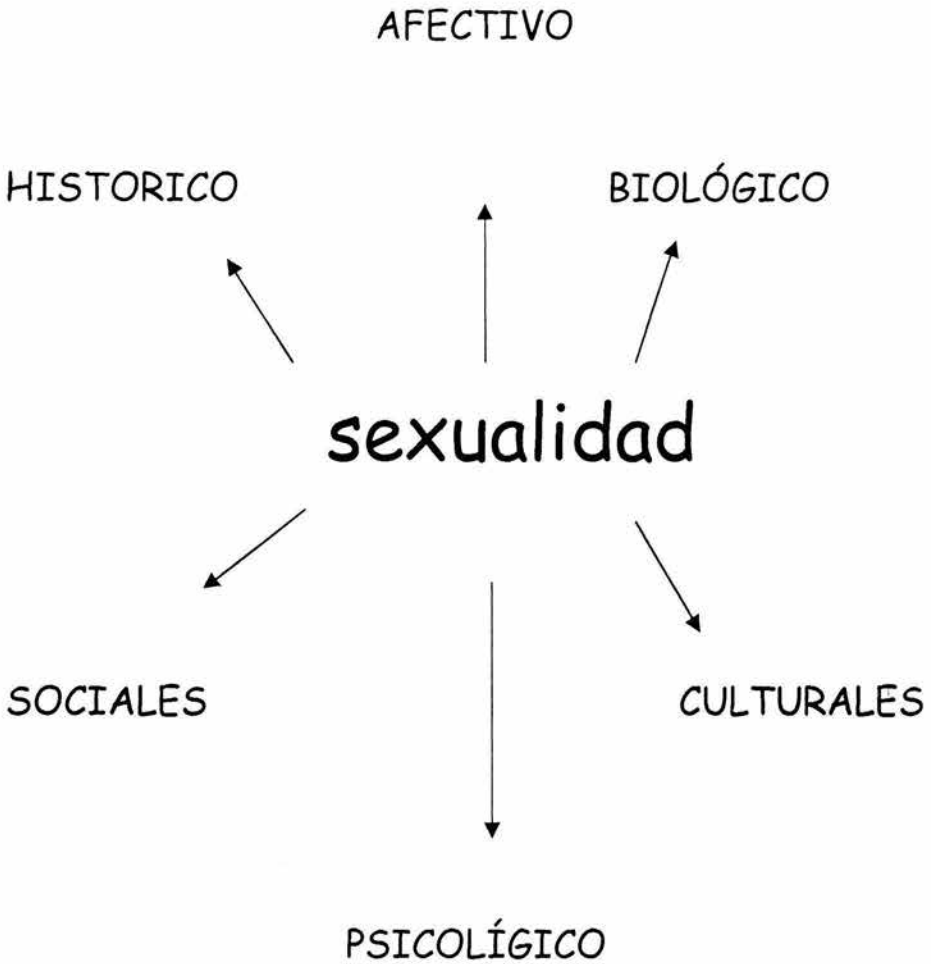 AFECTIVO
HISTORICO
BIOLÓGICO
sexualidad
SOCIALES
CULTURALES
PSICOLÍGICO